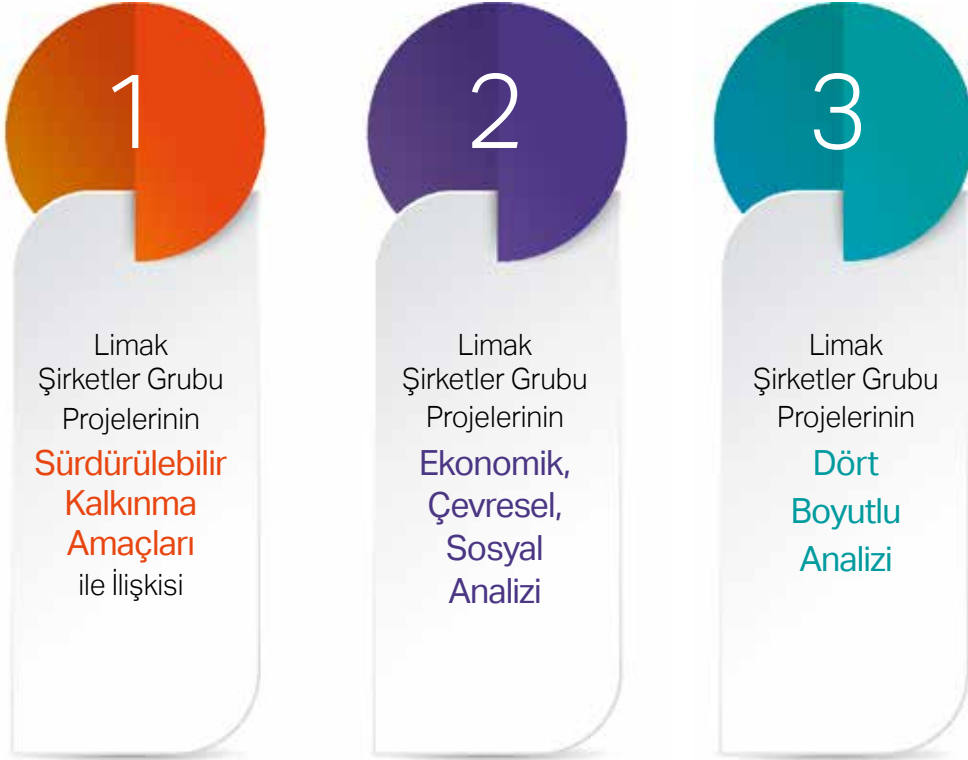 1
Limak
Şirketler Grubu
Projelerinin
Sürdürülebilir
Kalkınma
Amaçları
ile İlişkisi
2
Limak
Şirketler Grubu
Projelerinin
Ekonomik,
Çevresel,
Sosyal
Analizi
3
Limak
Şirketler Grubu
Projelerinin
Dört
Boyutlu
Analizi